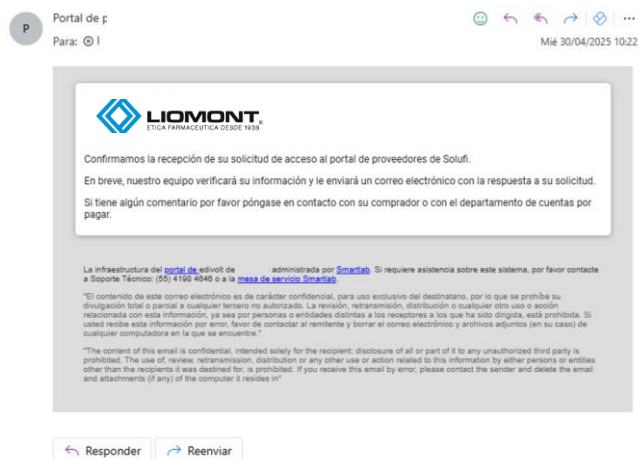 P
Portal de p
Para:
Mié 30/04/2025 10:22
LIOMONT®
ETICA FARMACEUTICA DESDE 1938
Confirmamos la recepción de su solicitud de acceso al portal de proveedores de Solufi.
En breve, nuestro equipo verificará su información y le enviará un correo electrónico con la respuesta a su solicitud.
Si tiene algún comentario por favor póngase en contacto con su comprador o con el departamento de cuentas por
pagar.
La infraestructura del portal de edivolt de administrada por Smartlab. Si requiere asistencia sobre este sistema, por favor contacte
a Soporte Técnico: (55) 4198 4646 o a la mesa de servicio Smartlab.
"El contenido de este correo electrónico es de carácter confidencial, para uso exclusivo del destinatario, por lo que se prohíbe su
divulgación total o parcial a cualquier tercero no autorizado. La revisión, retransmisión, distribución o cualquier otro uso o acción
relacionada con esta información, ya sea por personas o entidades distintas a los receptores a los que ha sido dirigida, está prohibida. Si
usted recibe esta información por error, favor de contactar al remitente y borrar el correo electrónico y archivos adjuntos (en su caso) de
cualquier computadora en la que se encuentre."
"The content of this email is confidential, intended solely for the recipient; disclosure of all or part of it to any unauthorized third party is
prohibited. The use of, review, retransmission, distribution or any other use or action related to this information by either persons or entities
other than the recipients it was destined for, is prohibited. If you receive this email by error, please contact the sender and delete the email
and attachments (if any) of the computer it resides in"
Responder
Reenviar